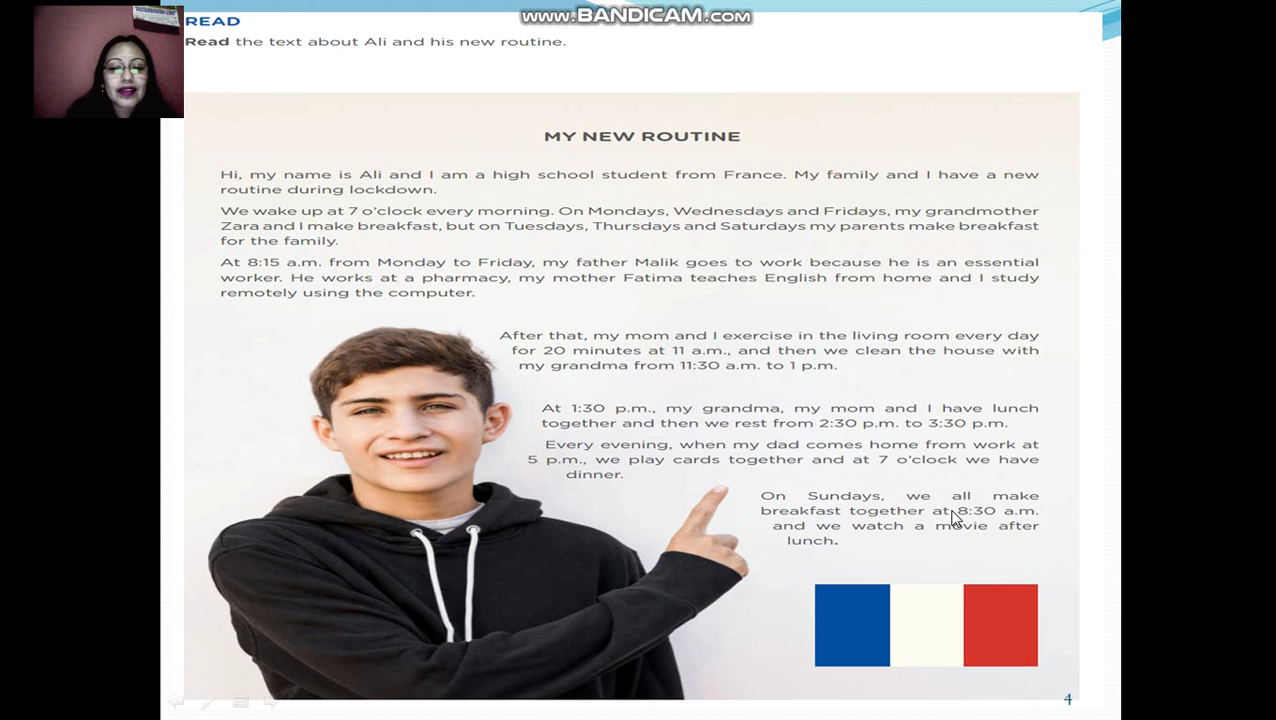 www.BANDICAM.com
READ
Read the text about Ali and his new routine.
MY NEW ROUTINE
Hi, my name is Ali and I am a high school student from France. My family and I have a new
routine during lockdown.
We wake up at 7 o'clock every morning. On Mondays, Wednesdays and Fridays, my grandmother
Zara and I make breakfast, but on Tuesdays, Thursdays and Saturdays my parents make breakfast
for the family.
At 8:15 a.m. from Monday to Friday, my father Malik goes to work because he is an essential
worker. He works at a pharmacy, my mother Fatima teaches English from home and I study
remotely using the computer.
After that, my mom and I exercise in the living room every day
for 20 minutes at 11 a.m., and then we clean the house with
my grandma from 11:30 a.m. to 1 p.m.
At 1:30 p.m., my grandma, my mom and I have lunch
together and then we rest from 2:30 p.m. to 3:30 p.m.
Every evening, when my dad comes home from work at
5 p.m., we play cards together and at 7 o'clock we have
dinner.
On Sundays, we all make
breakfast together at 8:30 a.m.
and we watch a movie after
lunch.
4